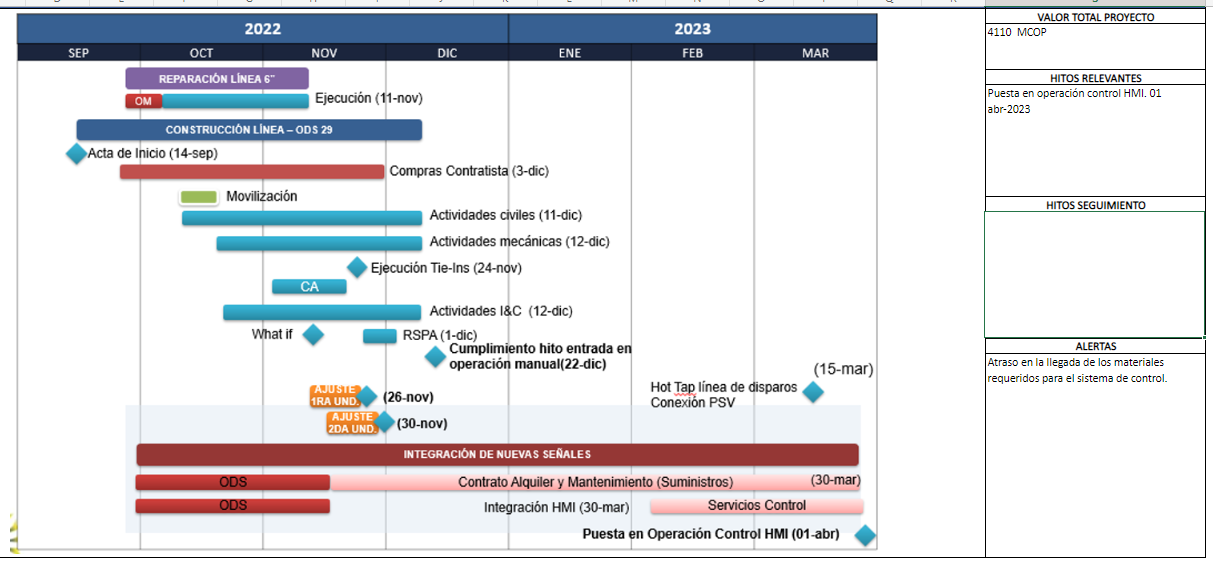 2022
2023
SEP
OCT
NOV
DIC
ENE
FEB
MAR
REPARACIÓN LÍNEA 6"
OM
Ejecución (11-nov)
CONSTRUCCIÓN LÍNEA – ODS 29
Acta de Inicio (14-sep)
Compras Contratista (3-dic)
Movilización
Actividades civiles (11-dic)
Actividades mecánicas (12-dic)
Ejecución Tie-Ins (24-nov)
CA
Actividades I&C (12-dic)
What if
RSPA (1-dic)
Cumplimiento hito entrada en
operación manual(22-dic)
(15-mar)
Hot Tap línea de disparos
Conexión PSV
AJUSTE
1RA UND.
(26-nov)
AJUSTE
2DA UND.
(30-nov)
INTEGRACIÓN DE NUEVAS SEÑALES
ODS
Contrato Alquiler y Mantenimiento (Suministros)
(30-mar)
ODS
Integración HMI (30-mar)
Servicios Control
Puesta en Operación Control HMI (01-abr)
VALOR TOTAL PROYECTO
4110 MCOP
HITOS RELEVANTES
Puesta en operación control HMI. 01
abr-2023
HITOS SEGUIMIENTO
ALERTAS
Atraso en la llegada de los materiales
requeridos para el sistema de control.